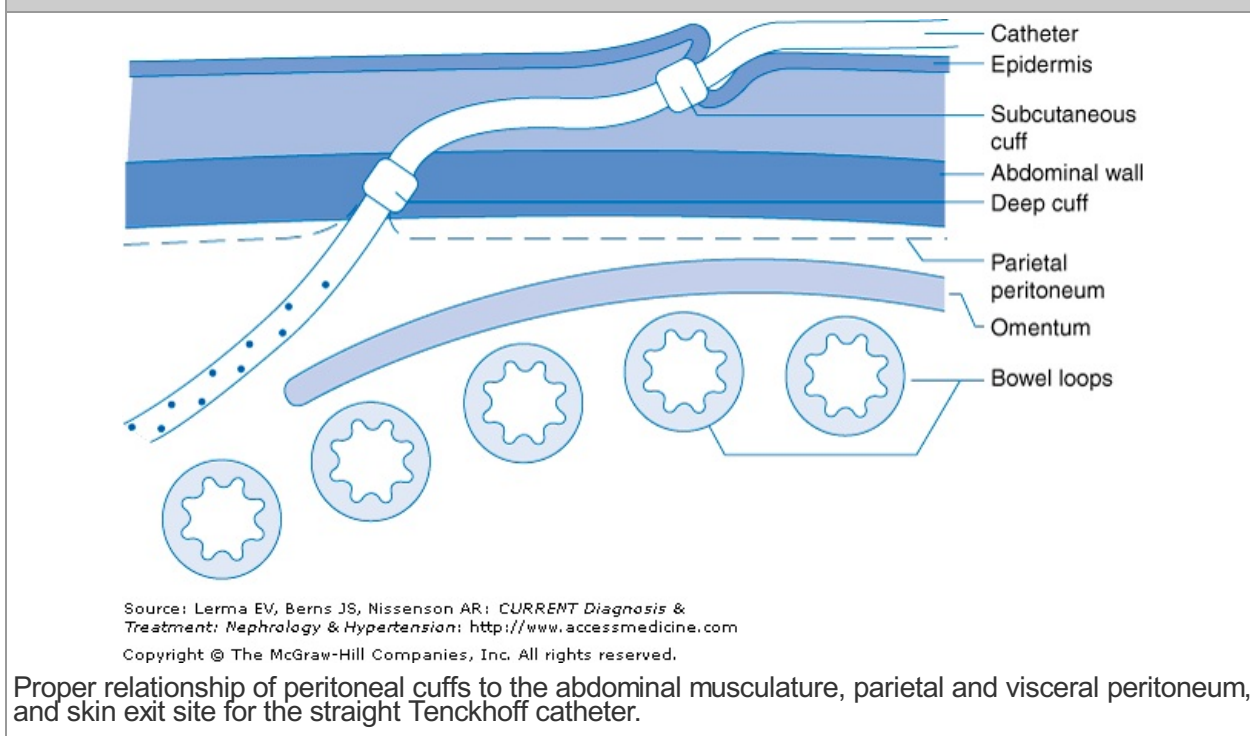 Catheter
Epidermis
Subcutaneous
cuff
Abdominal wall
Deep cuff
Parietal
peritoneum
Omentum
Bowel loops
Source: Lerma EV, Berns JS, Nissenson AR: CURRENT Diagnosis &
Treatment: Nephrology & Hypertension: http://www.accessmedicine.com
Copyright © The McGraw-Hill Companies, Inc. All rights reserved.
Proper relationship of peritoneal cuffs to the abdominal musculature, parietal and visceral peritoneum,
and skin exit site for the straight Tenckhoff catheter.